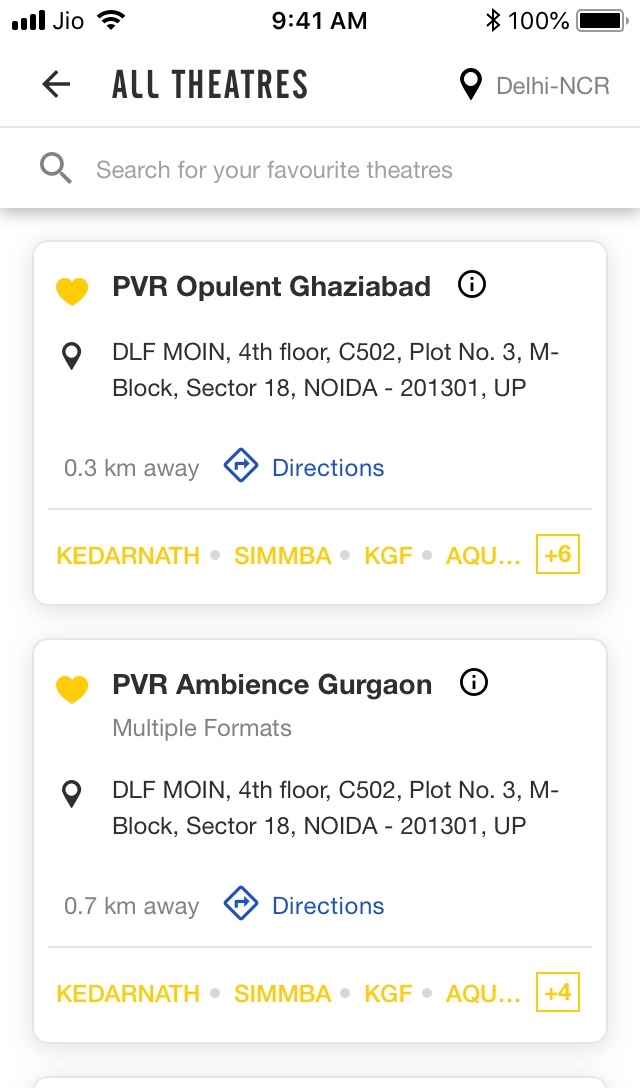 Jio 9:41 AM 100%
ALL THEATRES Delhi-NCR
Search for your favourite theatres
PVR Opulent Ghaziabad
DLF MOIN, 4th floor, C502, Plot No. 3, M-
Block, Sector 18, NOIDA - 201301, UP
0.3 km away Directions
KEDARNATH • SIMMBA • KGF • AQU... +6
PVR Ambience Gurgaon
Multiple Formats
DLF MOIN, 4th floor, C502, Plot No. 3, M-
Block, Sector 18, NOIDA - 201301, UP
0.7 km away Directions
KEDARNATH • SIMMBA • KGF • AQU... +4